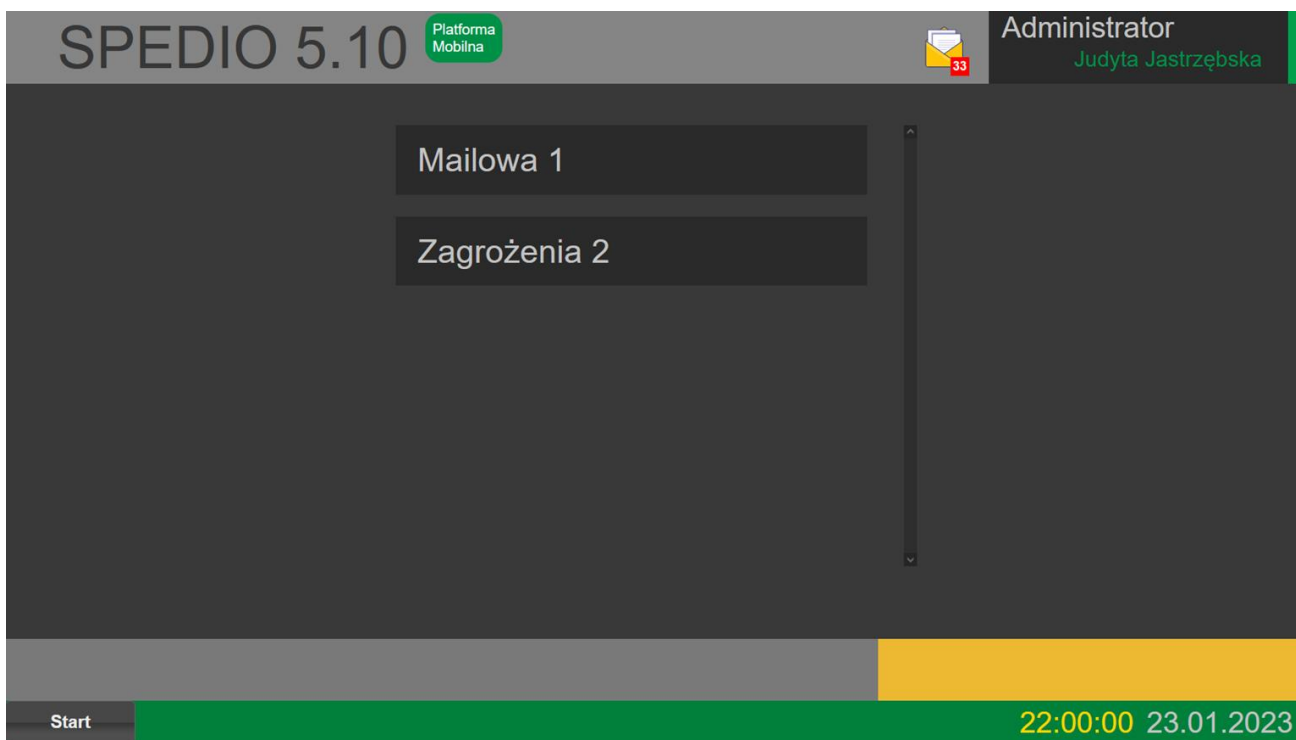 SPEDIO 5.10
Platforma
Mobilna
33
Administrator
Judyta Jastrzębska
Mailowa 1
Zagrożenia 2
Start
22:00:00 23.01.2023